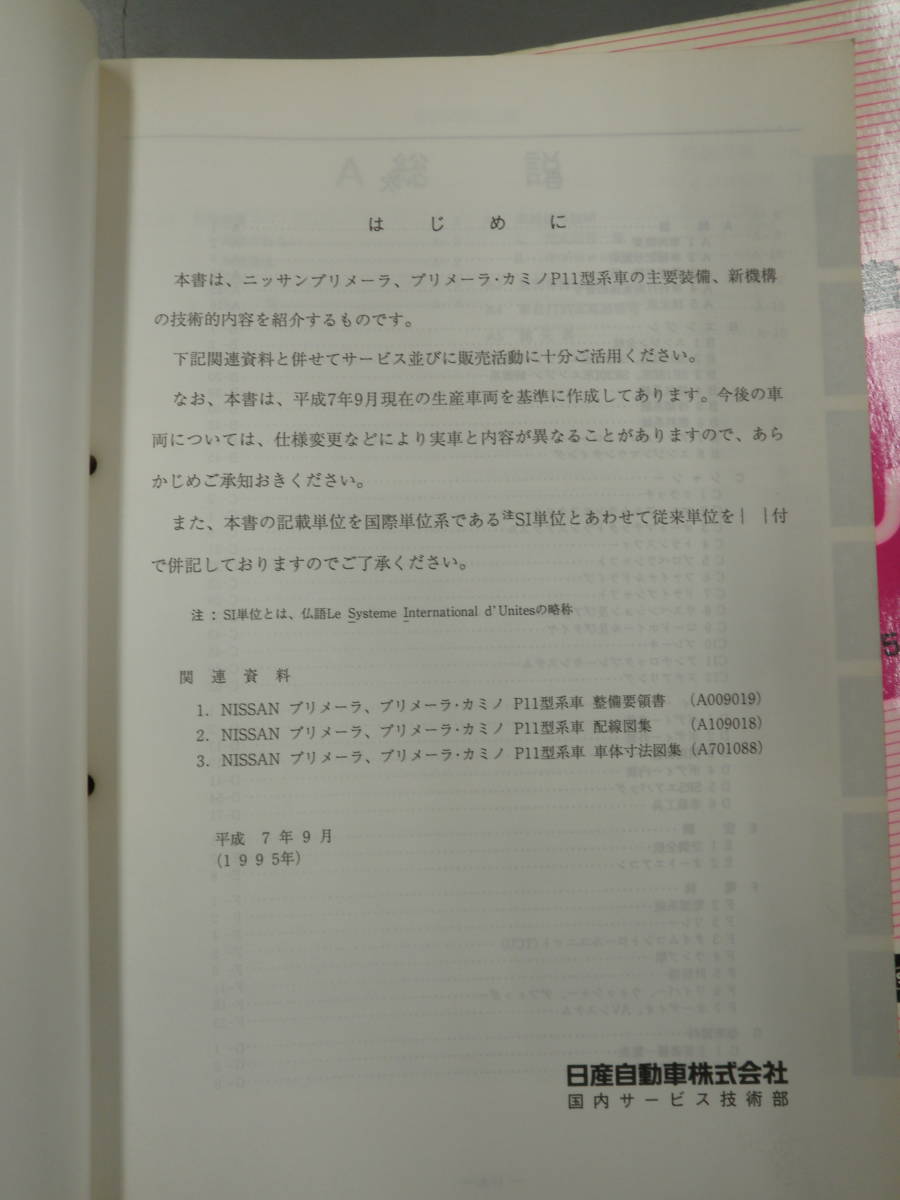 はじめに
本書は、ニッサンプリメーラ、プリメーラ・カミノP11型系車の主要装備、新機構
の技術的内容を紹介するものです。
下記関連資料と併せてサービス並びに販売活動に十分ご活用ください。
なお、本書は、平成7年9月現在の生産車両を基準に作成してあります。今後の車
両については、仕様変更などにより実車と内容が異なることがありますので、あら
かじめご承知おきください。
また、本書の記載単位を国際単位系である注SI単位とあわせて従来単位を| |付
で併記しておりますのでご了承ください。
注：SI単位とは、仏語Le Systeme International d'Unitesの略称
関連資料
1. NISSAN プリメーラ、プリメーラ・カミノ P11型系車 整備要領書 (A009019)
2. NISSAN プリメーラ、プリメーラ・カミノ P11型系車 配線図集 (A109018)
3. NISSAN プリメーラ、プリメーラ・カミノ P11型系車 車体寸法図集 (A701088)
平成 7年9月
(1995年)
日産自動車株式会社
国内サービス技術部